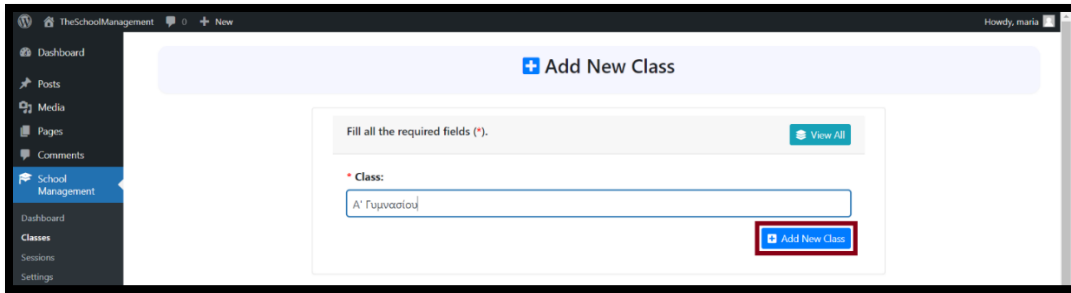 TheSchoolManagement 0 + New Howdy, maria
Dashboard
Posts
Media
Pages
Comments
School
Management
Dashboard
Classes
Sessions
Settings
Add New Class
Fill all the required fields (*).
View All
* Class:
Α' Γυμνασίου
Add New Class